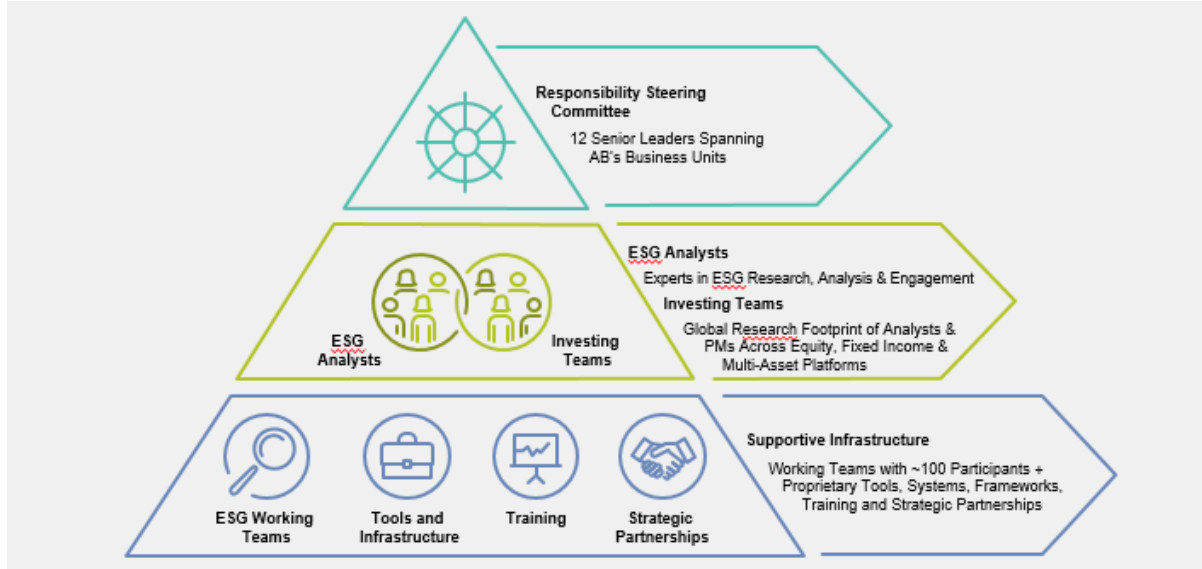 Responsibility Steering
Committee
12 Senior Leaders Spanning
AB's Business Units
ESG
Analysts
Investing
Teams
ESG Analysts
Experts in ESG Research, Analysis & Engagement
Investing Teams
Global Research Footprint of Analysts &
PMs Across Equity, Fixed Income &
Multi-Asset Platforms
ESG Working
Teams
Tools and
Infrastructure
Training
Strategic
Partnerships
Supportive Infrastructure
Working Teams with ~100 Participants +
Proprietary Tools, Systems, Frameworks,
Training and Strategic Partnerships